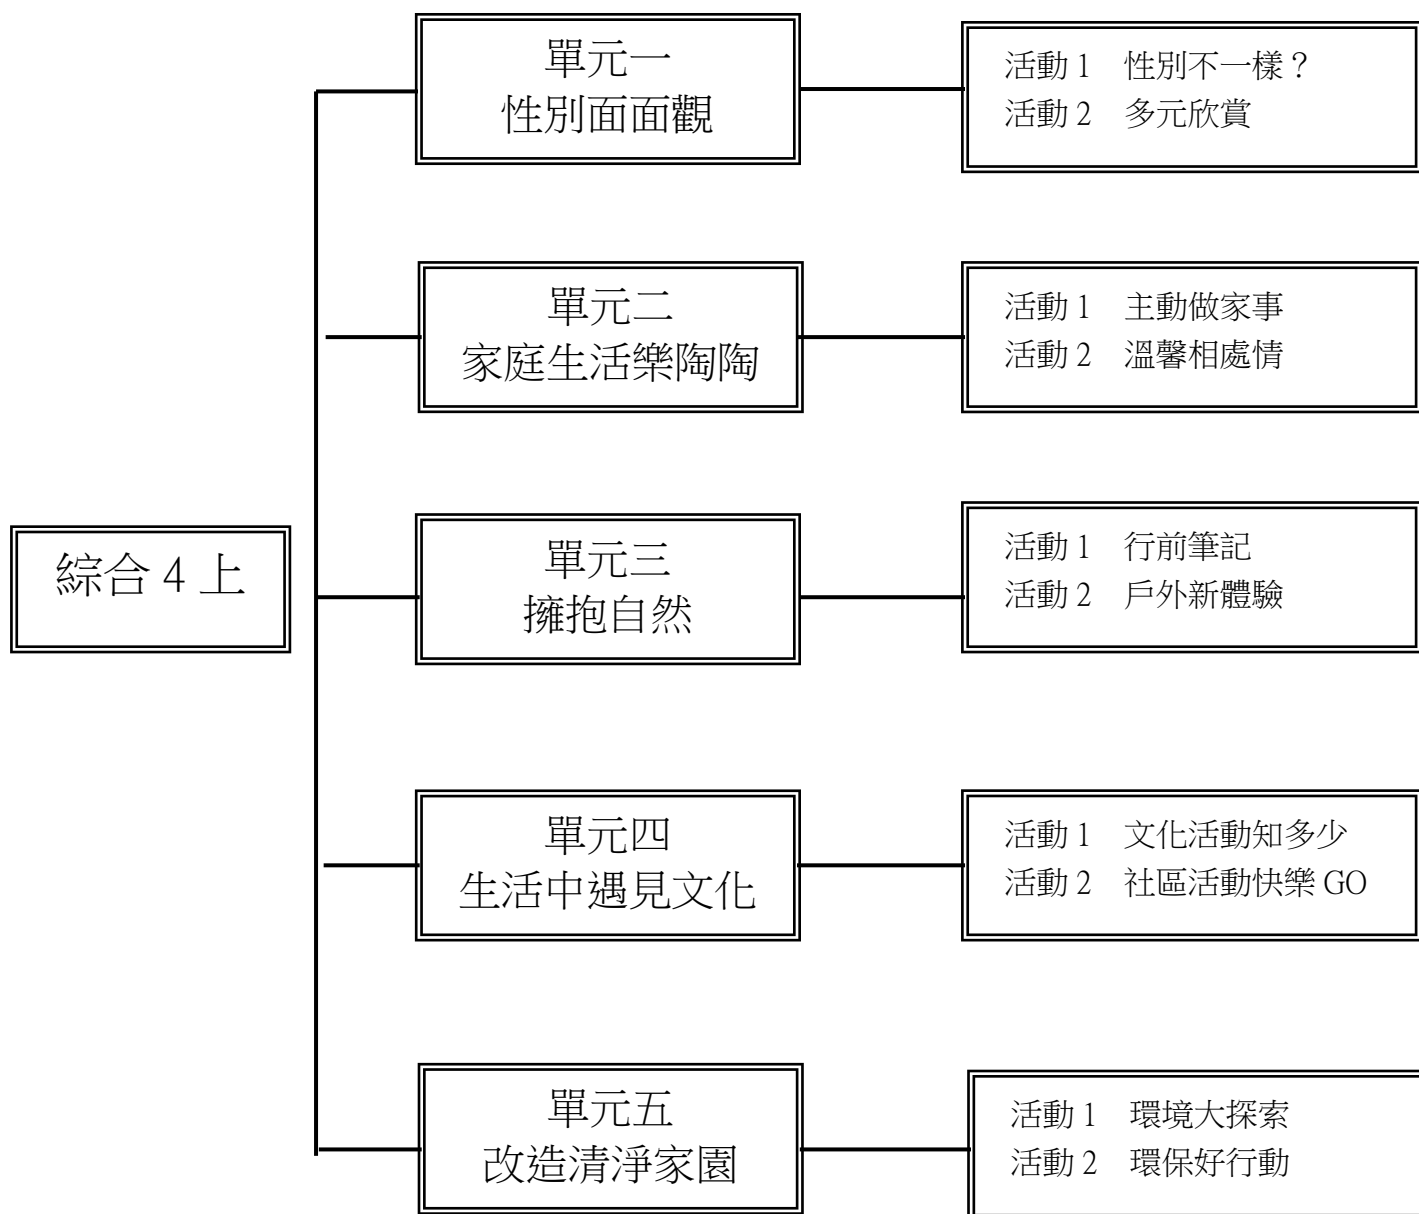 綜合4上
單元一
性別面面觀
活動1 性別不一樣？
活動2 多元欣賞
單元二
家庭生活樂陶陶
活動1 主動做家事
活動2 溫馨相處情
單元三
擁抱自然
活動1 行前筆記
活動2 戶外新體驗
單元四
生活中遇見文化
活動1 文化活動知多少
活動2 社區活動快樂GO
單元五
改造清淨家園
活動1 環境大探索
活動2 環保好行動